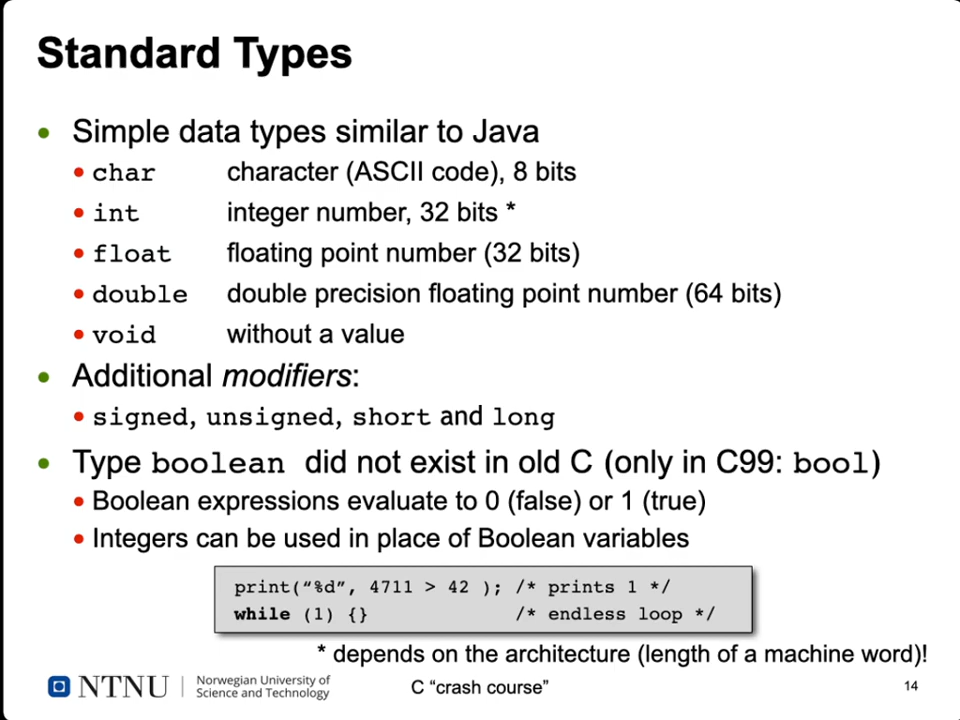 Standard Types
• Simple data types similar to Java
• char character (ASCII code), 8 bits
• int integer number, 32 bits *
• float floating point number (32 bits)
• double double precision floating point number (64 bits)
• void without a value
• Additional modifiers:
• signed, unsigned, short and long
• Type boolean did not exist in old C (only in C99: bool)
• Boolean expressions evaluate to 0 (false) or 1 (true)
• Integers can be used in place of Boolean variables
print(“%d”, 4711 > 42 ); /* prints 1 */
while (1) {} /* endless loop */
* depends on the architecture (length of a machine word)!
NTNU
Norwegian University of
Science and Technology
C “crash course”
14